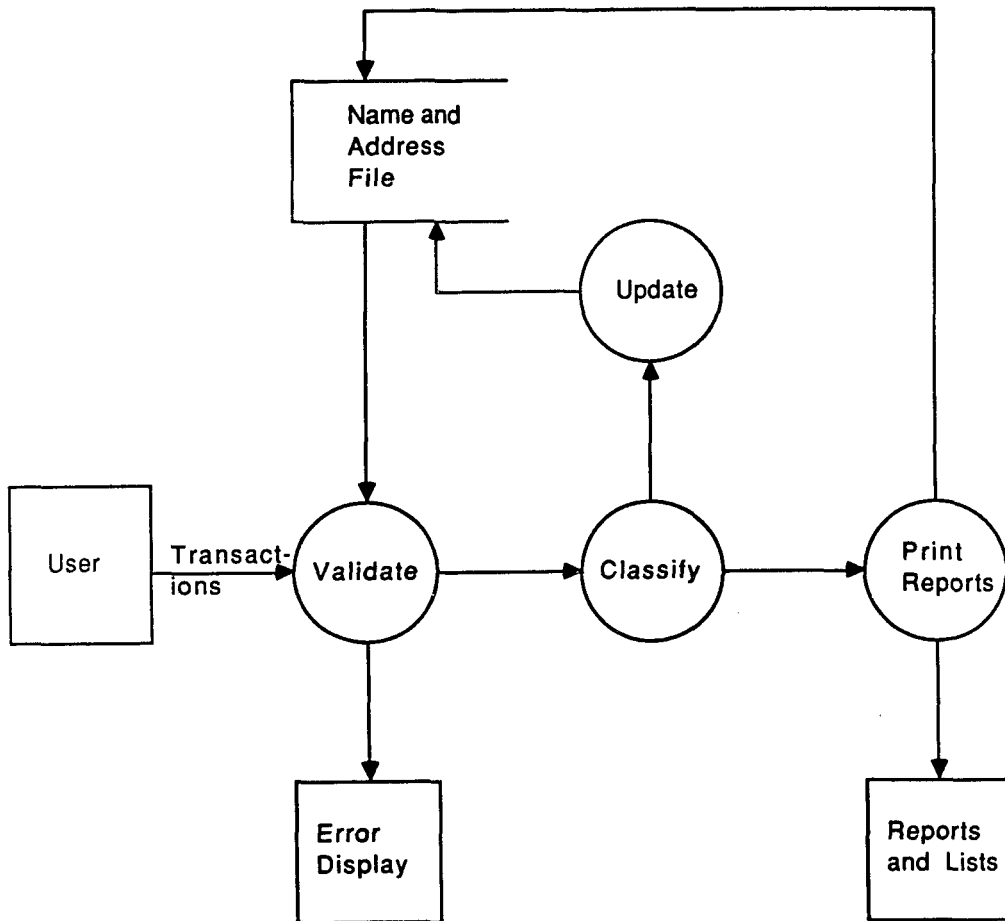 Name and
Address
File
Update
User
Transact-
ions
Validate
Classify
Print
Reports
Error
Display
Reports
and Lists